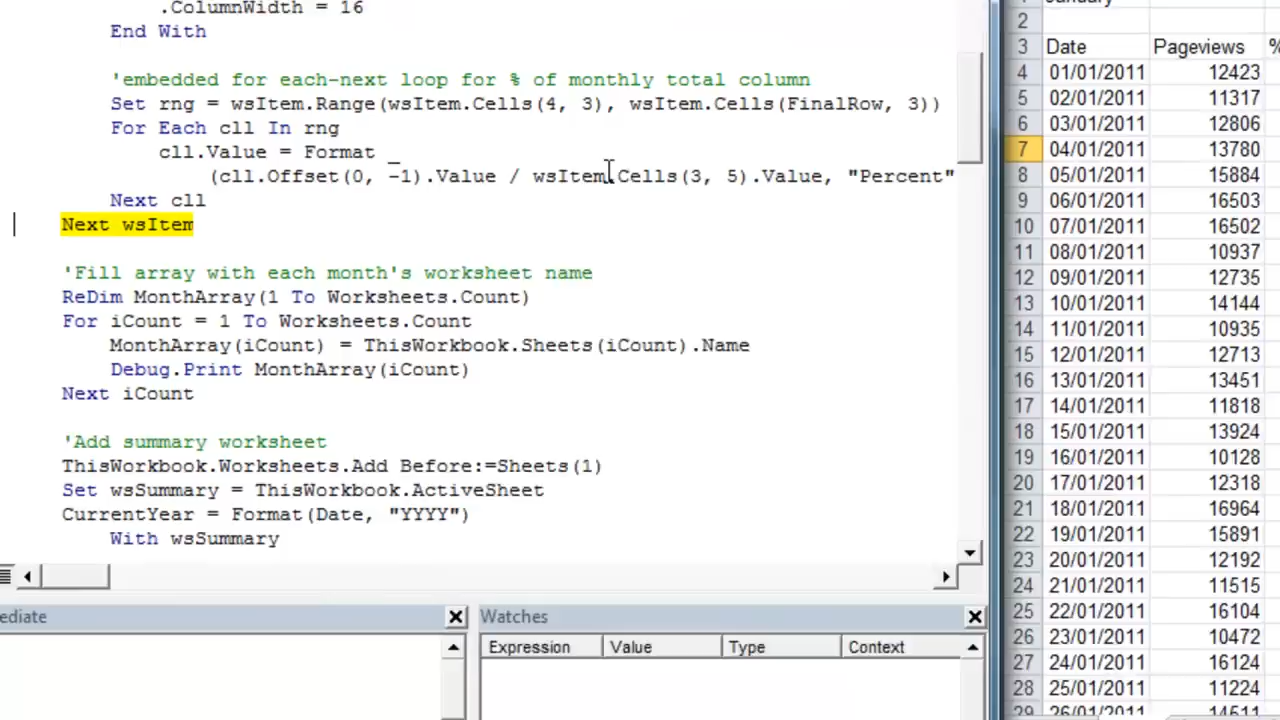 .ColumnWidth = 16
End With
'embedded for each-next loop for % of monthly total column
Set rng = wsItem.Range(wsItem.Cells(4, 3), wsItem.Cells(FinalRow, 3))
For Each cll In rng
cll.Value = Format _
(cll.Offset(0, -1).Value / wsItem.Cells(3, 5).Value, "Percent"
Next cll
Next wsItem
'Fill array with each month's worksheet name
ReDim MonthArray(1 To Worksheets.Count)
For iCount = 1 To Worksheets.Count
MonthArray(iCount) = ThisWorkbook.Sheets(iCount).Name
Debug.Print MonthArray(iCount)
Next iCount
'Add summary worksheet
ThisWorkbook.Worksheets.Add Before:=Sheets(1)
Set wsSummary = ThisWorkbook.ActiveSheet
CurrentYear = Format(Date, "YYYY")
With wsSummary
ediate
Watches
Expression Value Type Context
1 January
2
3 Date Pageviews %
4 01/01/2011 12423
5 02/01/2011 11317
6 03/01/2011 12806
7 04/01/2011 13780
8 05/01/2011 15884
9 06/01/2011 16503
10 07/01/2011 16502
11 08/01/2011 10937
12 09/01/2011 12735
13 10/01/2011 14144
14 11/01/2011 10935
15 12/01/2011 12713
16 13/01/2011 13451
17 14/01/2011 11818
18 15/01/2011 13924
19 16/01/2011 10128
20 17/01/2011 12318
21 18/01/2011 16964
22 19/01/2011 15891
23 20/01/2011 12192
24 21/01/2011 11515
25 22/01/2011 16104
26 23/01/2011 10472
27 24/01/2011 16124
28 25/01/2011 11224
29 26/01/2011 14511